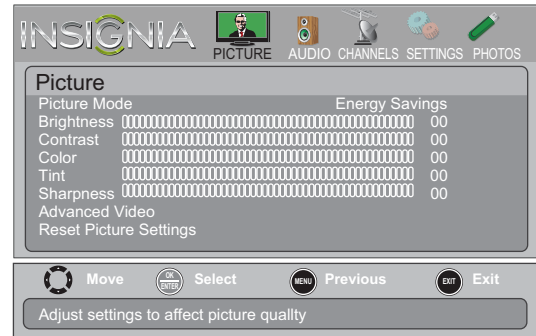 INSIGNIA
PICTURE AUDIO CHANNELS SETTINGS PHOTOS
Picture
Picture Mode Energy Savings
Brightness 00
Contrast 00
Color 00
Tint 00
Sharpness 00
Advanced Video
Reset Picture Settings
Move OK ENTER Select MENU Previous EXIT Exit
Adjust settings to affect picture quallty